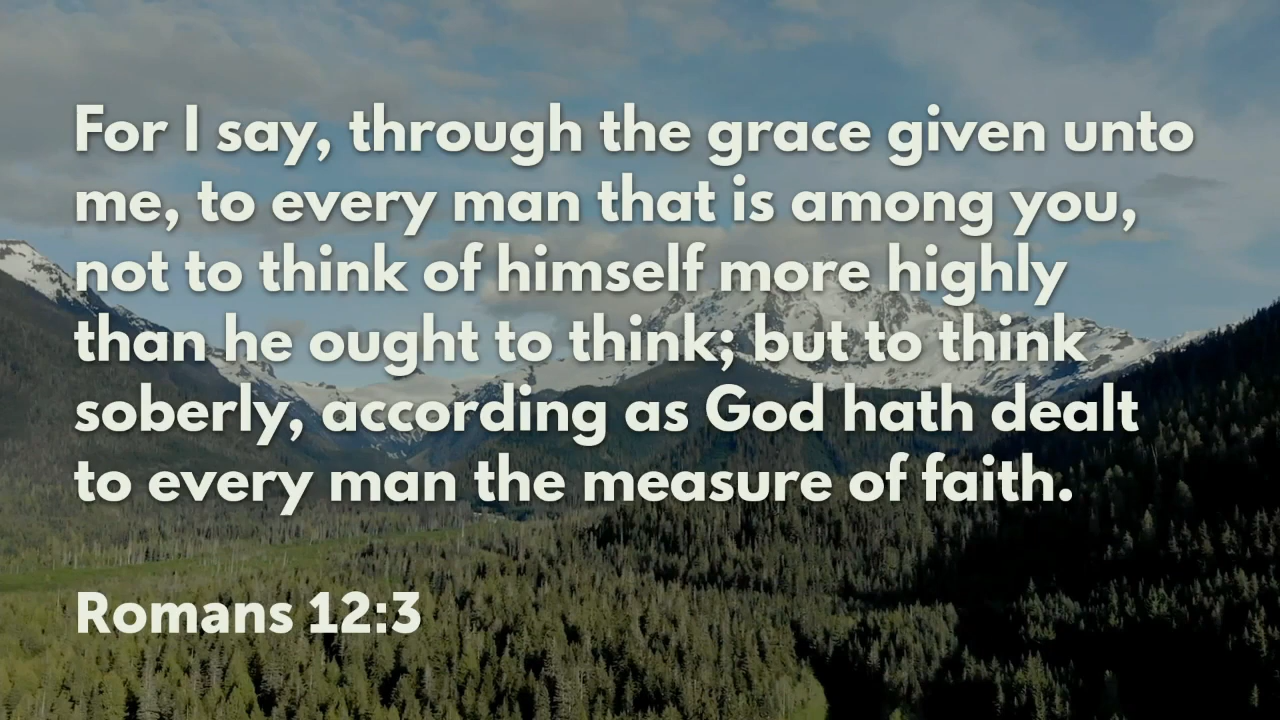 For I say, through the grace given unto
me, to every man that is among you,
not to think of himself more highly
than he ought to think; but to think
soberly, according as God hath dealt
to every man the measure of faith.
Romans 12:3